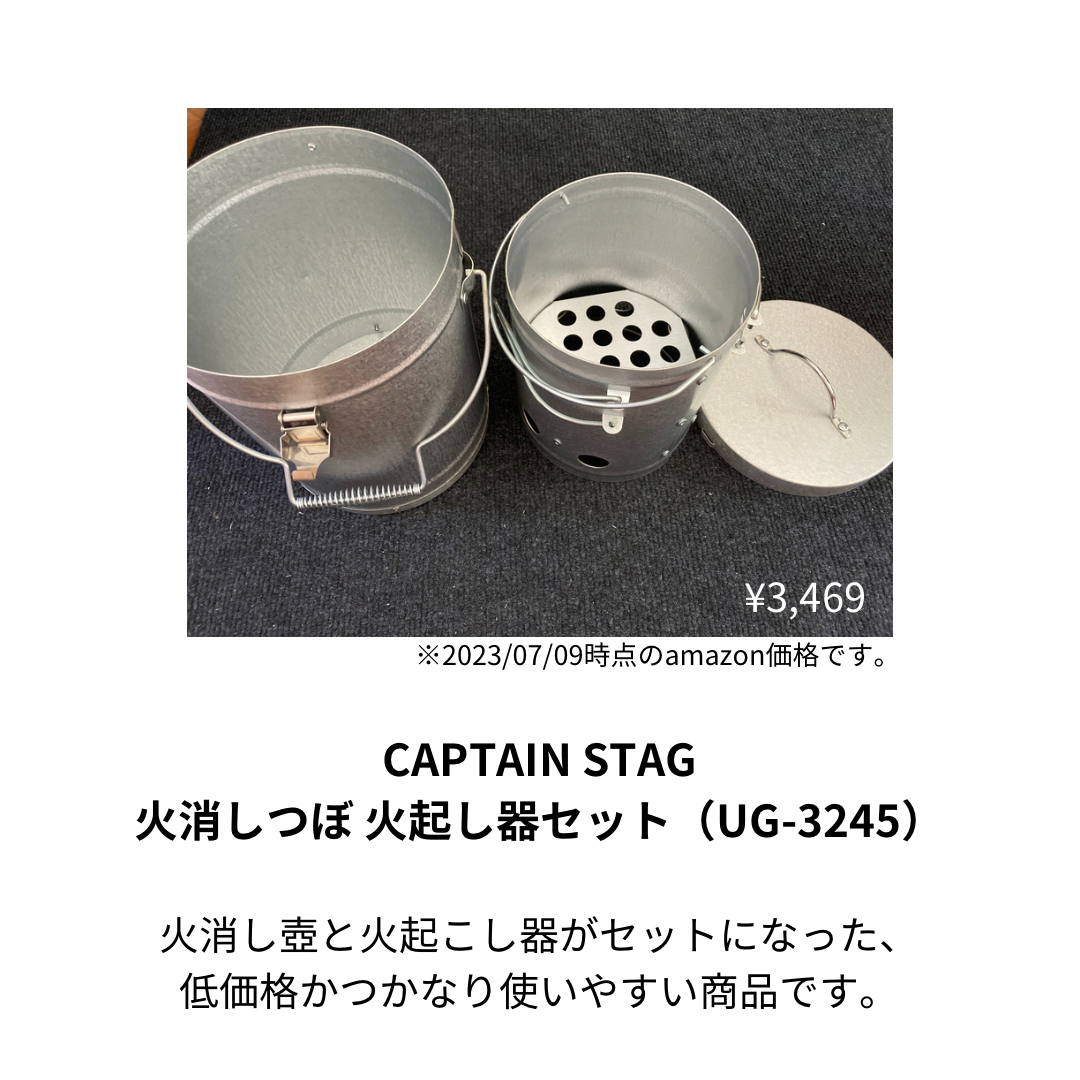 ¥3,469
※2023/07/09時点のamazon価格です。
CAPTAIN STAG
火消しつぼ 火起し器セット（UG-3245）
火消し壺と火起こし器がセットになった、
低価格かつかなり使いやすい商品です。